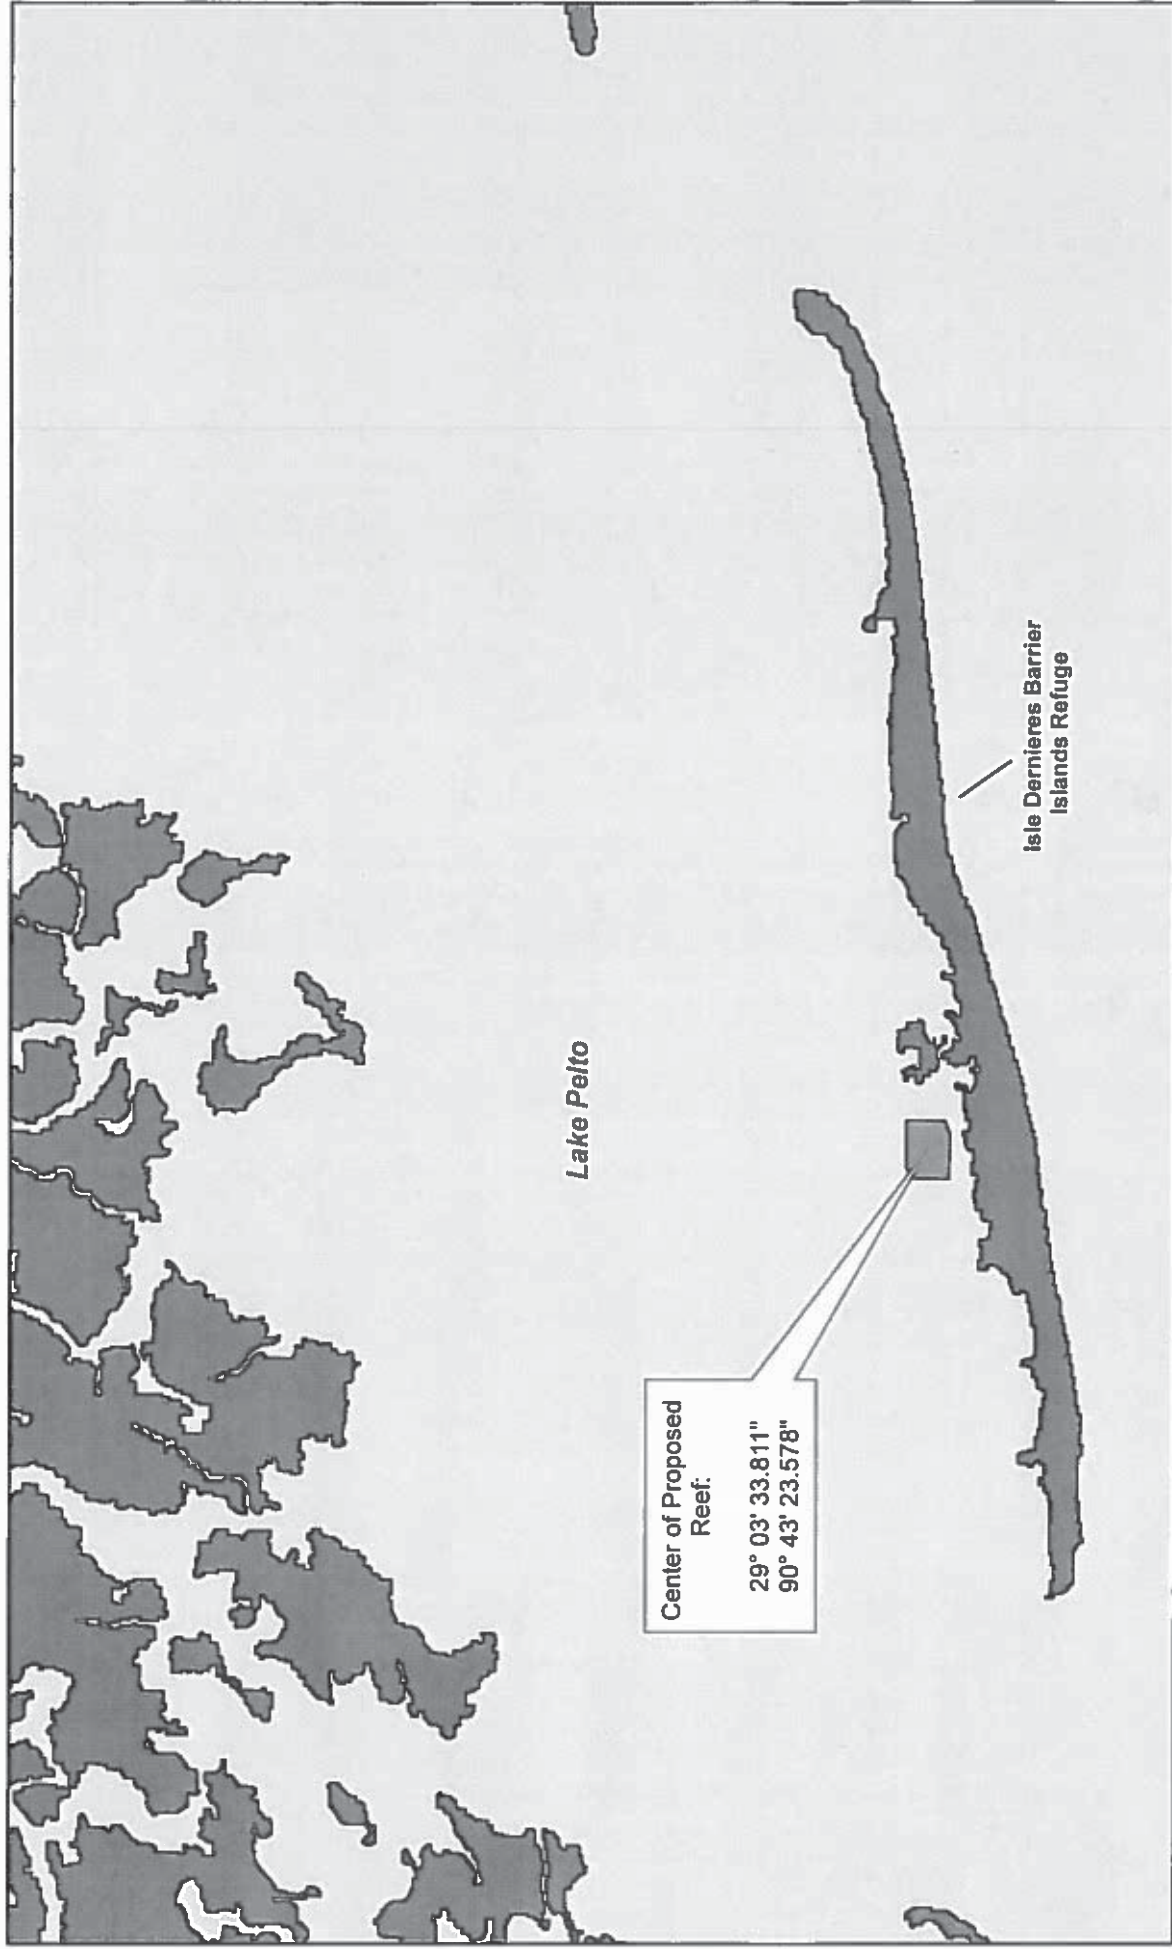 Lake Pelto
Center of Proposed
Reef:
29° 03' 33.811"
90° 43' 23.578"
Isle Dernieres Barrier
Islands Refuge